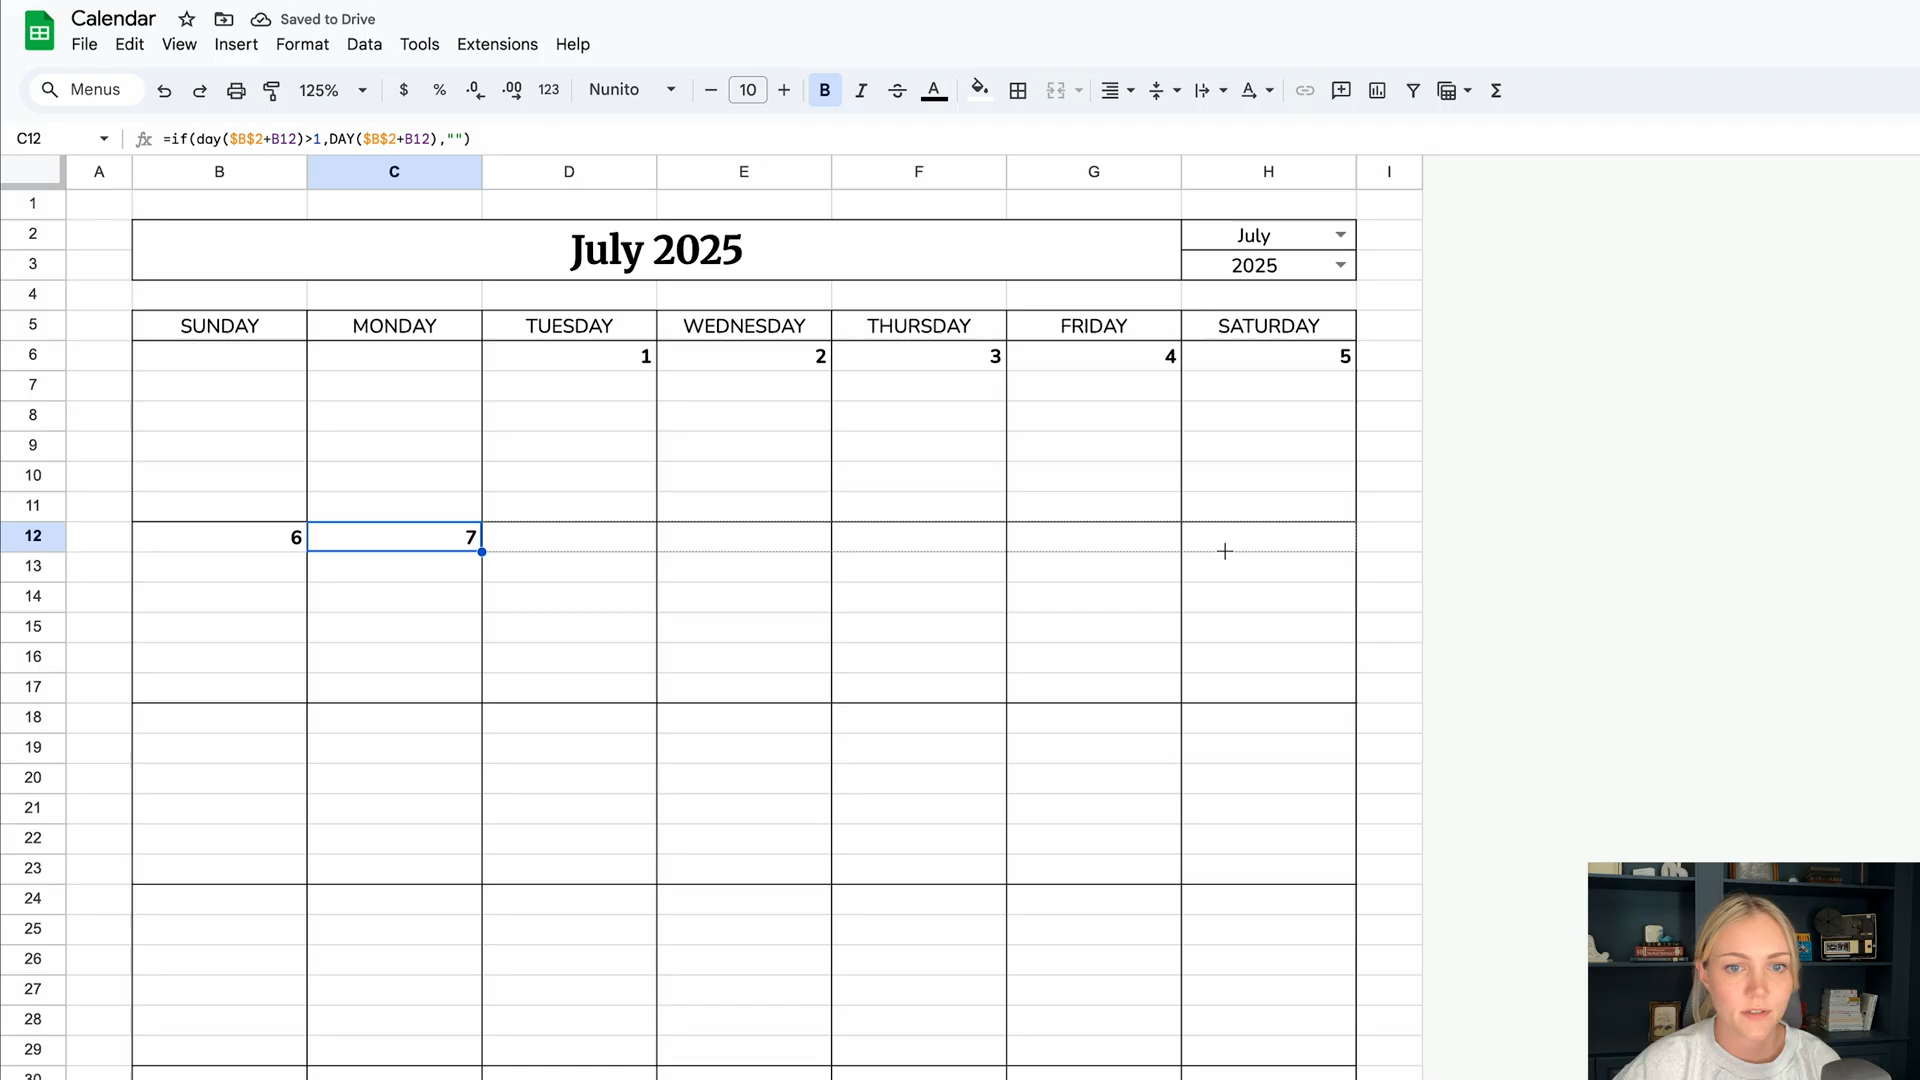 Calendar Saved to Drive
File Edit View Insert Format Data Tools Extensions Help
Menus 125% $ % .0 .00 123 Nunito 10 B I S A A Σ
C12 fx =if(day($B$2+B12)>1,DAY($B$2+B12),"")
A B C D E F G H I
1
2 July 2025 July
3 2025
4
5 SUNDAY MONDAY TUESDAY WEDNESDAY THURSDAY FRIDAY SATURDAY
6 1 2 3 4 5
7
8
9
10
11
12 6 7
13
14
15
16
17
18
19
20
21
22
23
24
25
26
27
28
29
30